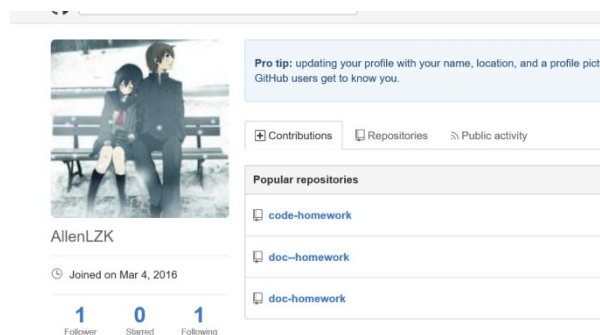 Pro tip: updating your profile with your name, location, and a profile pict
GitHub users get to know you.
Contributions
Repositories
Public activity
Popular repositories
code-homework
doc--homework
doc-homework
AllenLZK
Joined on Mar 4, 2016
1 0 1
Follower Starred Following